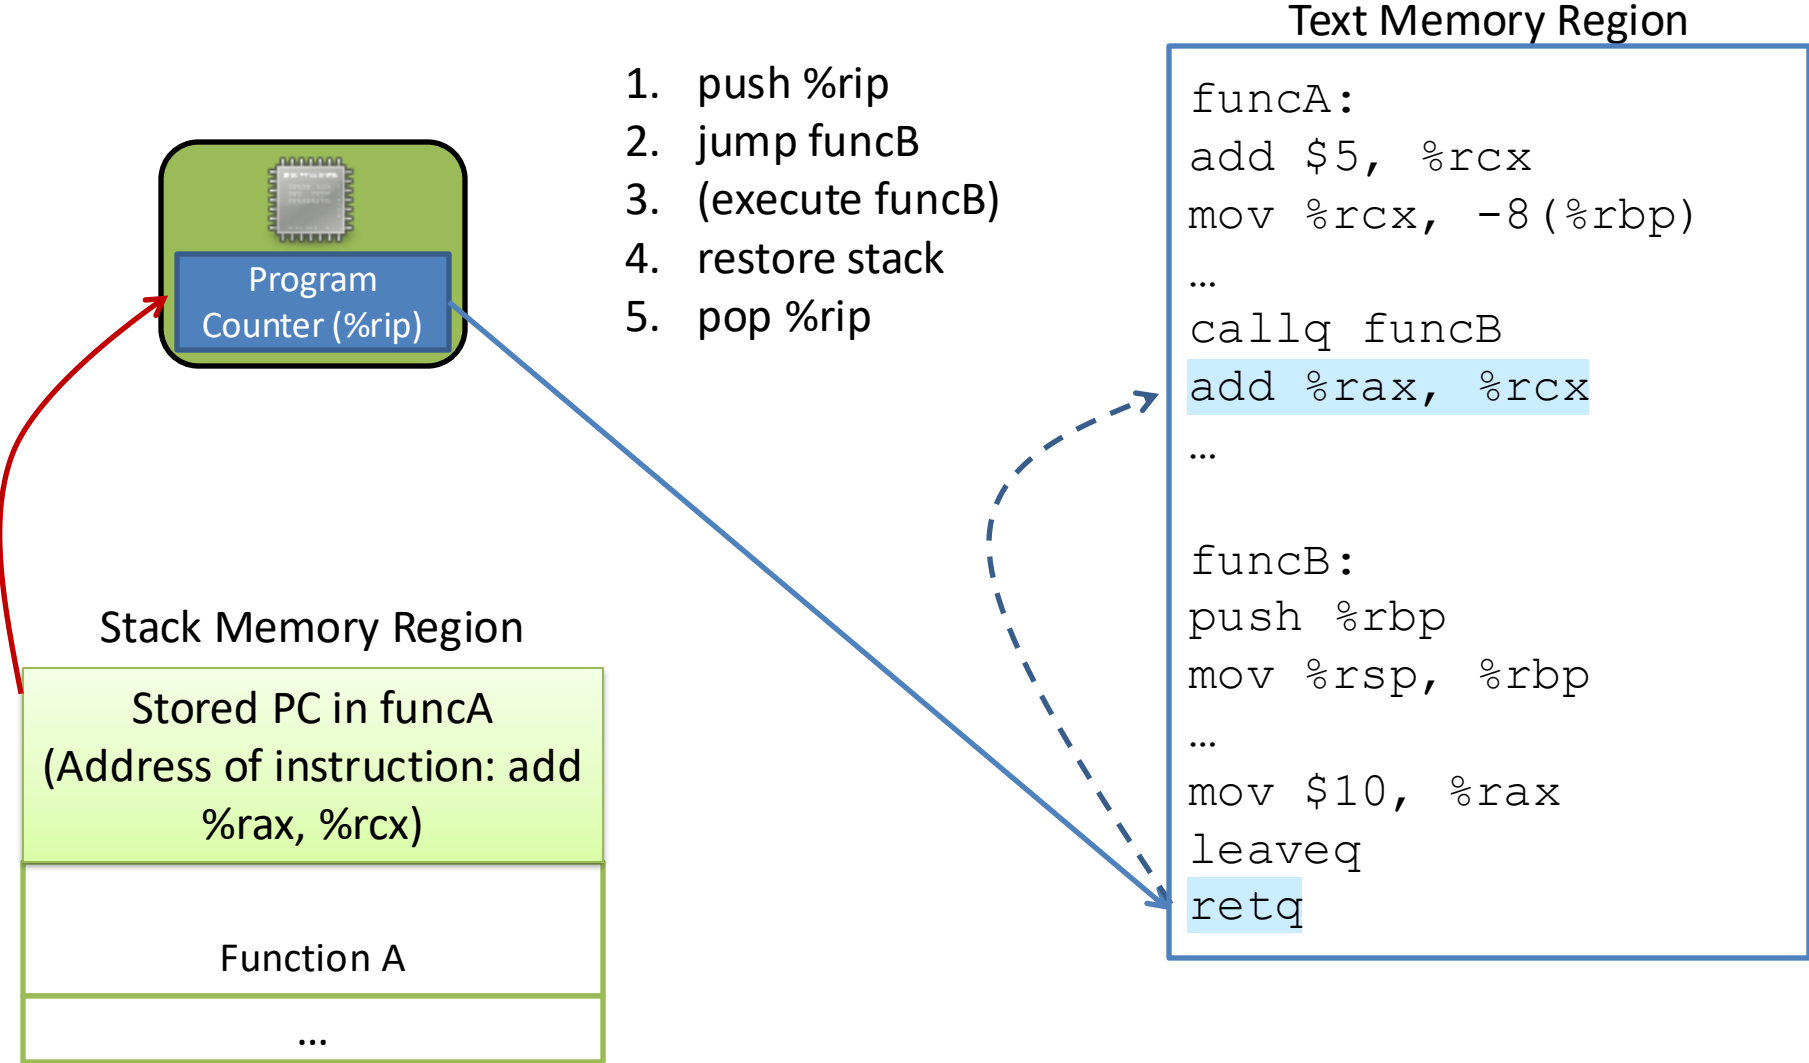 Text Memory Region
1. push %rip
2. jump funcB
3. (execute funcB)
4. restore stack
5. pop %rip
Program
Counter (%rip)
funcA:
add $5, %rcx
mov %rcx, -8(%rbp)
…
callq funcB
add %rax, %rcx
…
funcB:
push %rbp
mov %rsp, %rbp
…
mov $10, %rax
leaveq
retq
Stack Memory Region
Stored PC in funcA
(Address of instruction: add
%rax, %rcx)
Function A
…